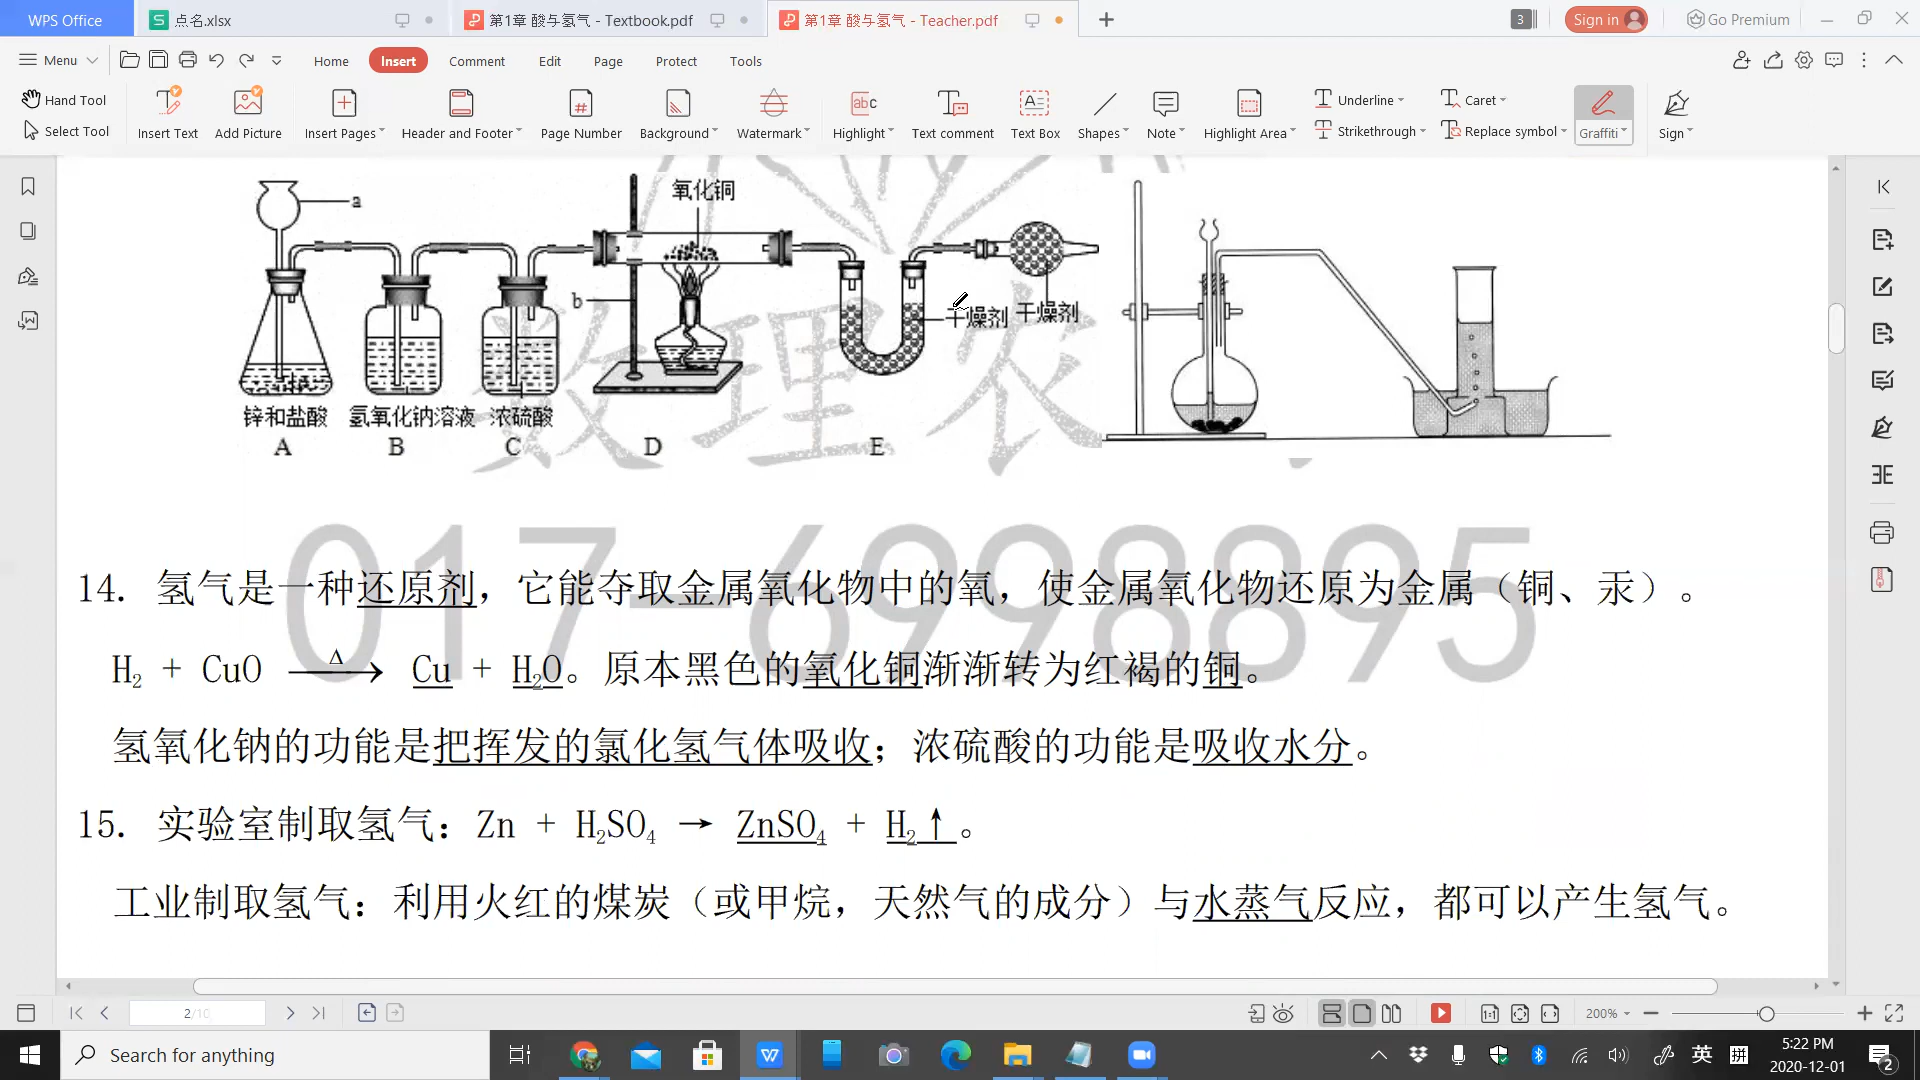 WPS Office
点名.xlsx
第1章 酸与氢气 - Textbook.pdf
第1章 酸与氢气 - Teacher.pdf
3
Sign in
Go Premium
Menu
Home
Insert
Comment
Edit
Page
Protect
Tools
Hand Tool
Select Tool
Insert Text
Add Picture
Insert Pages
Header and Footer
Page Number
Background
Watermark
Highlight
Text comment
Text Box
Shapes
Note
Highlight Area
Underline
Strikethrough
Caret
Replace symbol
Graffiti
Sign
氧化铜
a
b
干燥剂 干燥剂
锌和盐酸 氢氧化钠溶液 浓硫酸
A B C D E
数理农
017-6998895
14. 氢气是一种还原剂，它能夺取金属氧化物中的氧，使金属氧化物还原为金属（铜、汞）。
H₂ + CuO —Δ→ Cu + H₂O。原本黑色的氧化铜渐渐转为红褐的铜。
氢氧化钠的功能是把挥发的氯化氢气体吸收；浓硫酸的功能是吸收水分。
15. 实验室制取氢气：Zn + H₂SO₄ → ZnSO₄ + H₂↑。
工业制取氢气：利用火红的煤炭（或甲烷，天然气的成分）与水蒸气反应，都可以产生氢气。
2/10
200%
Search for anything
英
拼
5:22 PM
2020-12-01
2